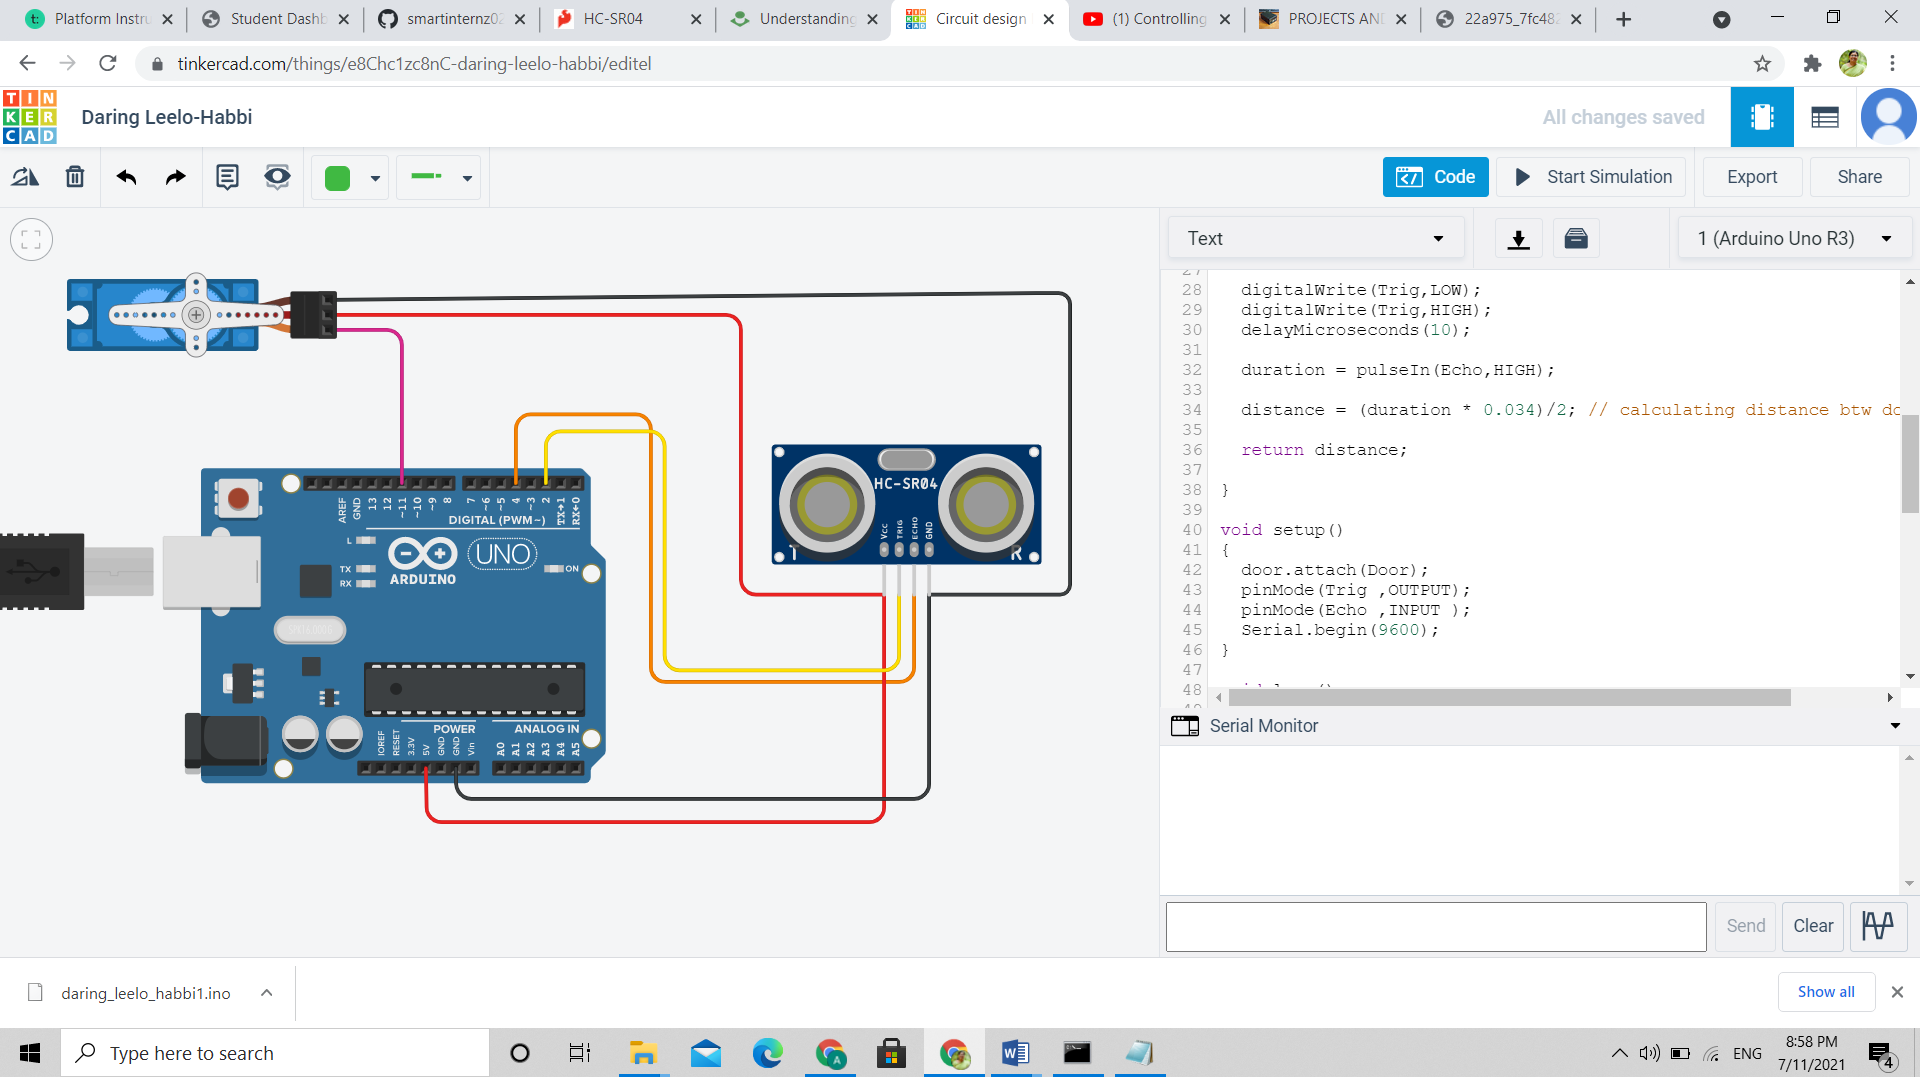 Platform Instru
Student Dashb
smartinternz02
HC-SR04
Understanding
Circuit design
(1) Controlling
PROJECTS AN
22a975_7fc482
tinkercad.com/things/e8Chc1zc8nC-daring-leelo-habbi/editel
TIN
KER
CAD
Daring Leelo-Habbi
All changes saved
Code
Start Simulation
Export
Share
Text
1 (Arduino Uno R3)
27
28 digitalWrite(Trig,LOW);
29 digitalWrite(Trig,HIGH);
30 delayMicroseconds(10);
31
32 duration = pulseIn(Echo,HIGH);
33
34 distance = (duration * 0.034)/2; // calculating distance btw do
35
36 return distance;
37
38 }
39
40 void setup()
41 {
42 door.attach(Door);
43 pinMode(Trig ,OUTPUT);
44 pinMode(Echo ,INPUT );
45 Serial.begin(9600);
46 }
47
48
HC-SR04
VCC
TRIG
ECHO
GND
T
R
AREF
GND
13
12
~11
~10
~9
8
7
~6
~5
4
~3
2
TX→1
RX←0
DIGITAL (PWM~)
L
TX
RX
ARDUINO
UNO
ON
POWER
ANALOG IN
IOREF
RESET
3.3V
5V
GND
GND
Vin
A0
A1
A2
A3
A4
A5
Serial Monitor
Send
Clear
daring_leelo_habbi1.ino
Show all
Type here to search
ENG
8:58 PM
7/11/2021
4